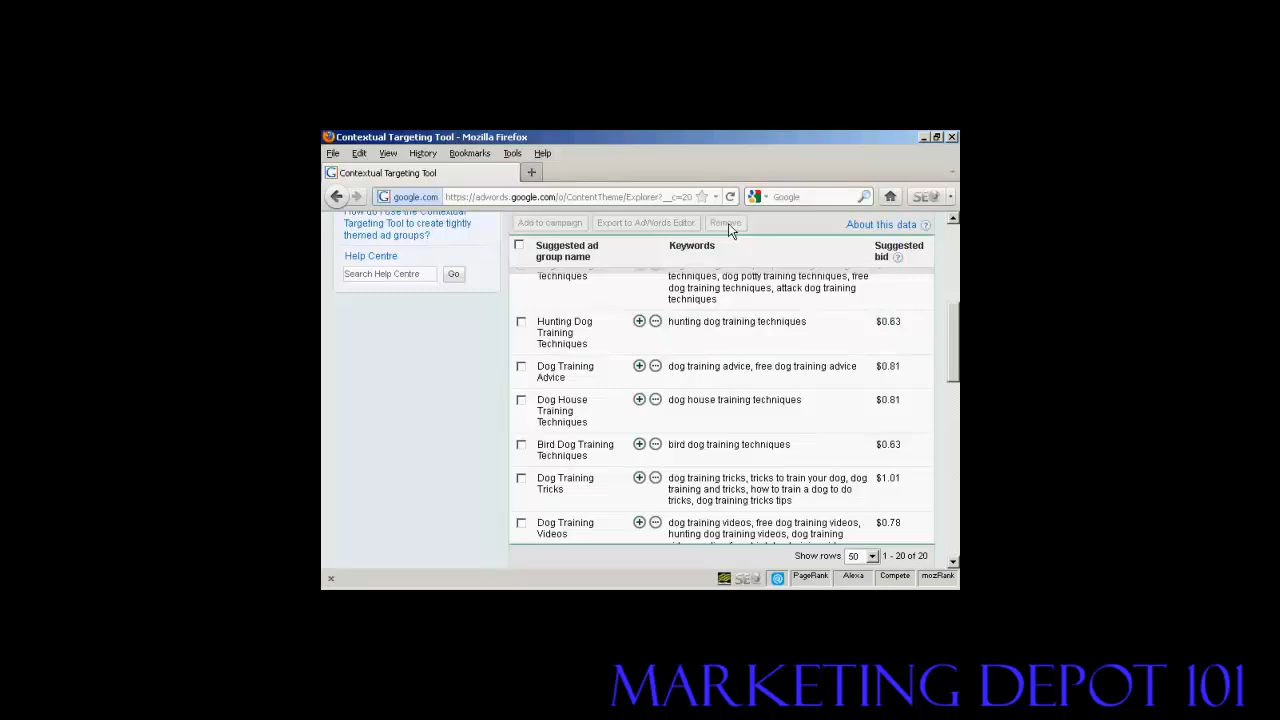 Contextual Targeting Tool - Mozilla Firefox
File Edit View History Bookmarks Tools Help
Contextual Targeting Tool
google.com https://adwords.google.com/o/ContentTheme/Explorer?__c=20 Google SEO
How do I use the Contextual
Targeting Tool to create tightly
themed ad groups?
Help Centre
Search Help Centre Go
Add to campaign Export to AdWords Editor Remove About this data ?
Suggested ad group name Keywords Suggested bid ?
Techniques
techniques, dog potty training techniques, free
dog training techniques, attack dog training
techniques
Hunting Dog
Training
Techniques
hunting dog training techniques $0.63
Dog Training
Advice
dog training advice, free dog training advice $0.81
Dog House
Training
Techniques
dog house training techniques $0.81
Bird Dog Training
Techniques
bird dog training techniques $0.63
Dog Training
Tricks
dog training tricks, tricks to train your dog, dog $1.01
training and tricks, how to train a dog to do
tricks, dog training tricks tips
Dog Training
Videos
dog training videos, free dog training videos, $0.78
hunting dog training videos, dog training
Show rows 50 1 - 20 of 20
SEO PageRank Alexa Compete mozRank
MARKETING DEPOT 101